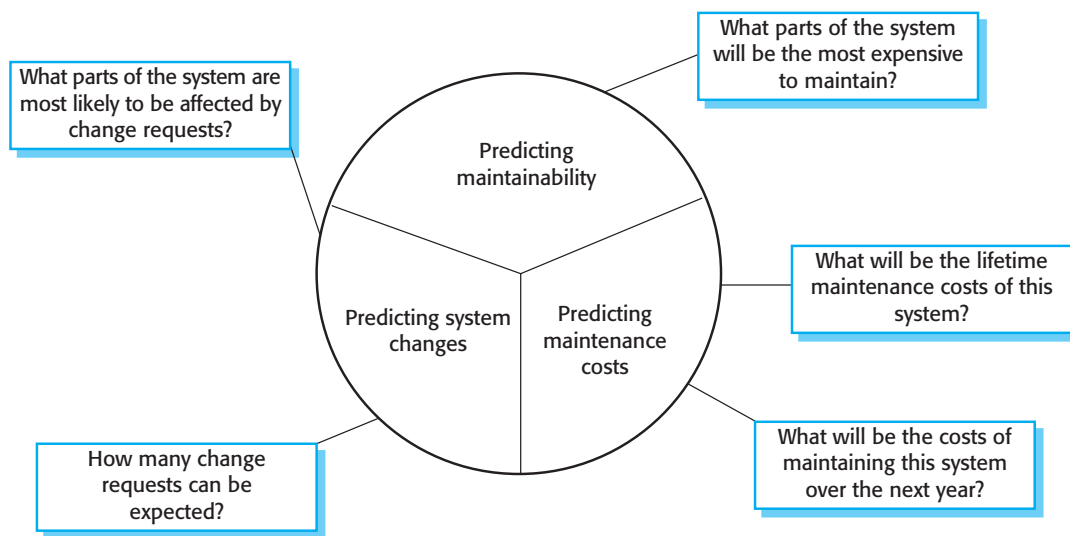 What parts of the system
will be the most expensive
to maintain?
What parts of the system are
most likely to be affected by
change requests?
Predicting
maintainability
What will be the lifetime
maintenance costs of this
system?
Predicting system
changes
Predicting
maintenance
costs
What will be the costs of
maintaining this system
over the next year?
How many change
requests can be
expected?